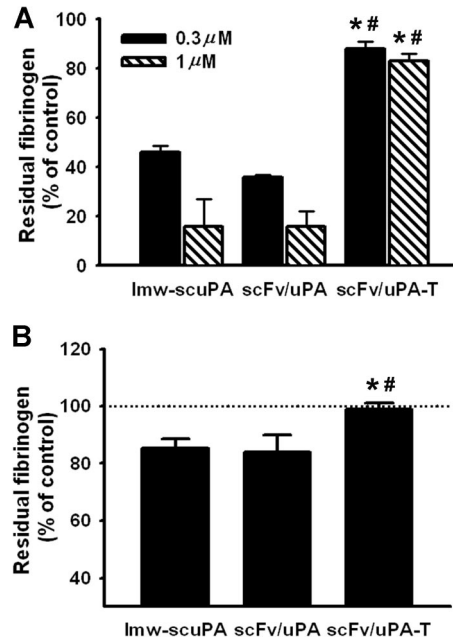 A
Residual fibrinogen
(% of control)
100
80
60
40
20
0
0.3μM
1μM
*# *#
lmw-scuPA scFv/uPA scFv/uPA-T
B
Residual fibrinogen
(% of control)
120
100
80
60
40
*#
lmw-scuPA scFv/uPA scFv/uPA-T